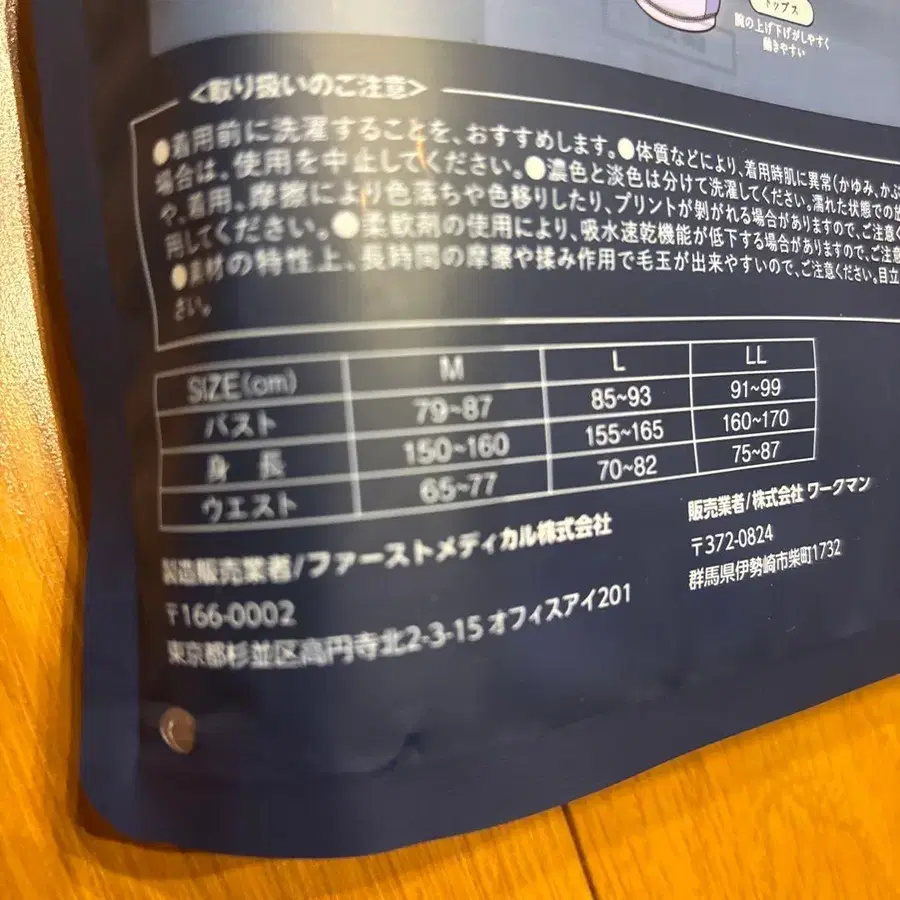 トップス
腕の上げ下げがしやすく
動きやすい
<取り扱いのご注意>
●着用前に洗濯することを、おすすめします。●体質などにより、着用時肌に異常(かゆみ、かぶ
場合は、使用を中止してください。●濃色と淡色は分けて洗濯してください。濡れた状態での放
や、着用、摩擦により色落ちや色移りしたり、プリントが剥がれる場合がありますので、ご注意く
用してください。●柔軟剤の使用により、吸水速乾機能が低下する場合がありますので、ご注意
●素材の特性上、長時間の摩擦や揉み作用で毛玉が出来やすいので、ご注意ください。目立
さい。
SIZE(cm) M L LL
バスト 79~87 85~93 91~99
身 長 150~160 155~165 160~170
ウエスト 65~77 70~82 75~87
製造販売業者/ファーストメディカル株式会社
〒166-0002
東京都杉並区高円寺北2-3-15 オフィスアイ201
販売業者/株式会社 ワークマン
〒372-0824
群馬県伊勢崎市柴町1732